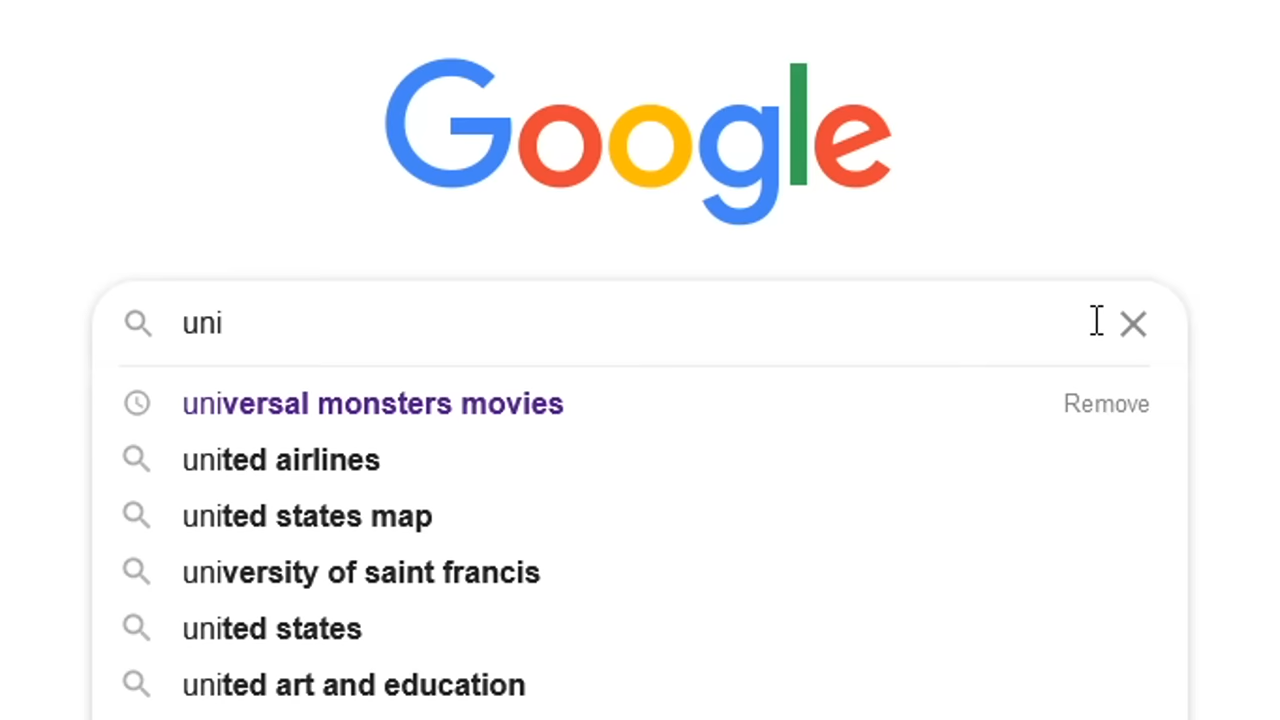 Google
uni
universal monsters movies Remove
united airlines
united states map
university of saint francis
united states
united art and education